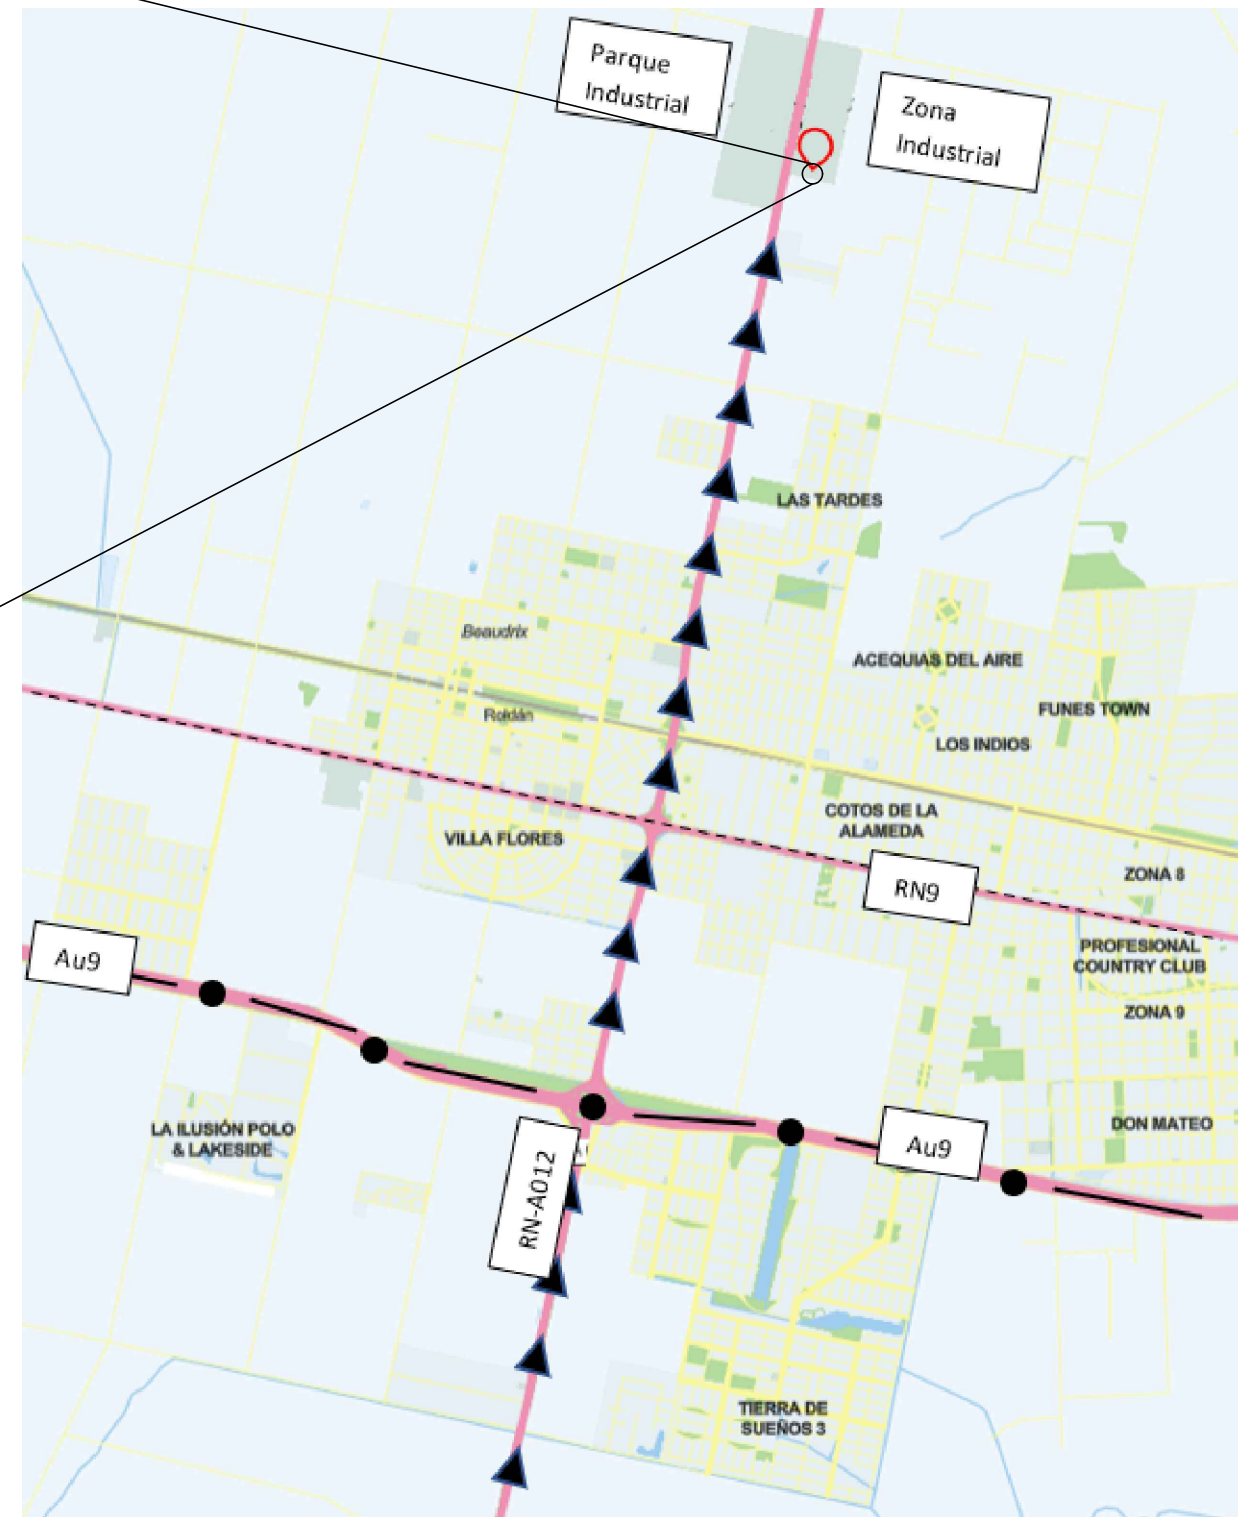 Parque
Industrial
Zona
Industrial
LAS TARDES
Beaudrix
ACEQUIAS DEL AIRE
FUNES TOWN
Roldán
LOS INDIOS
COTOS DE LA
ALAMEDA
VILLA FLORES
ZONA 8
RN9
PROFESIONAL
COUNTRY CLUB
Au9
ZONA 9
LA ILUSIÓN POLO
& LAKESIDE
DON MATEO
Au9
RN-A012
TIERRA DE
SUEÑOS 3